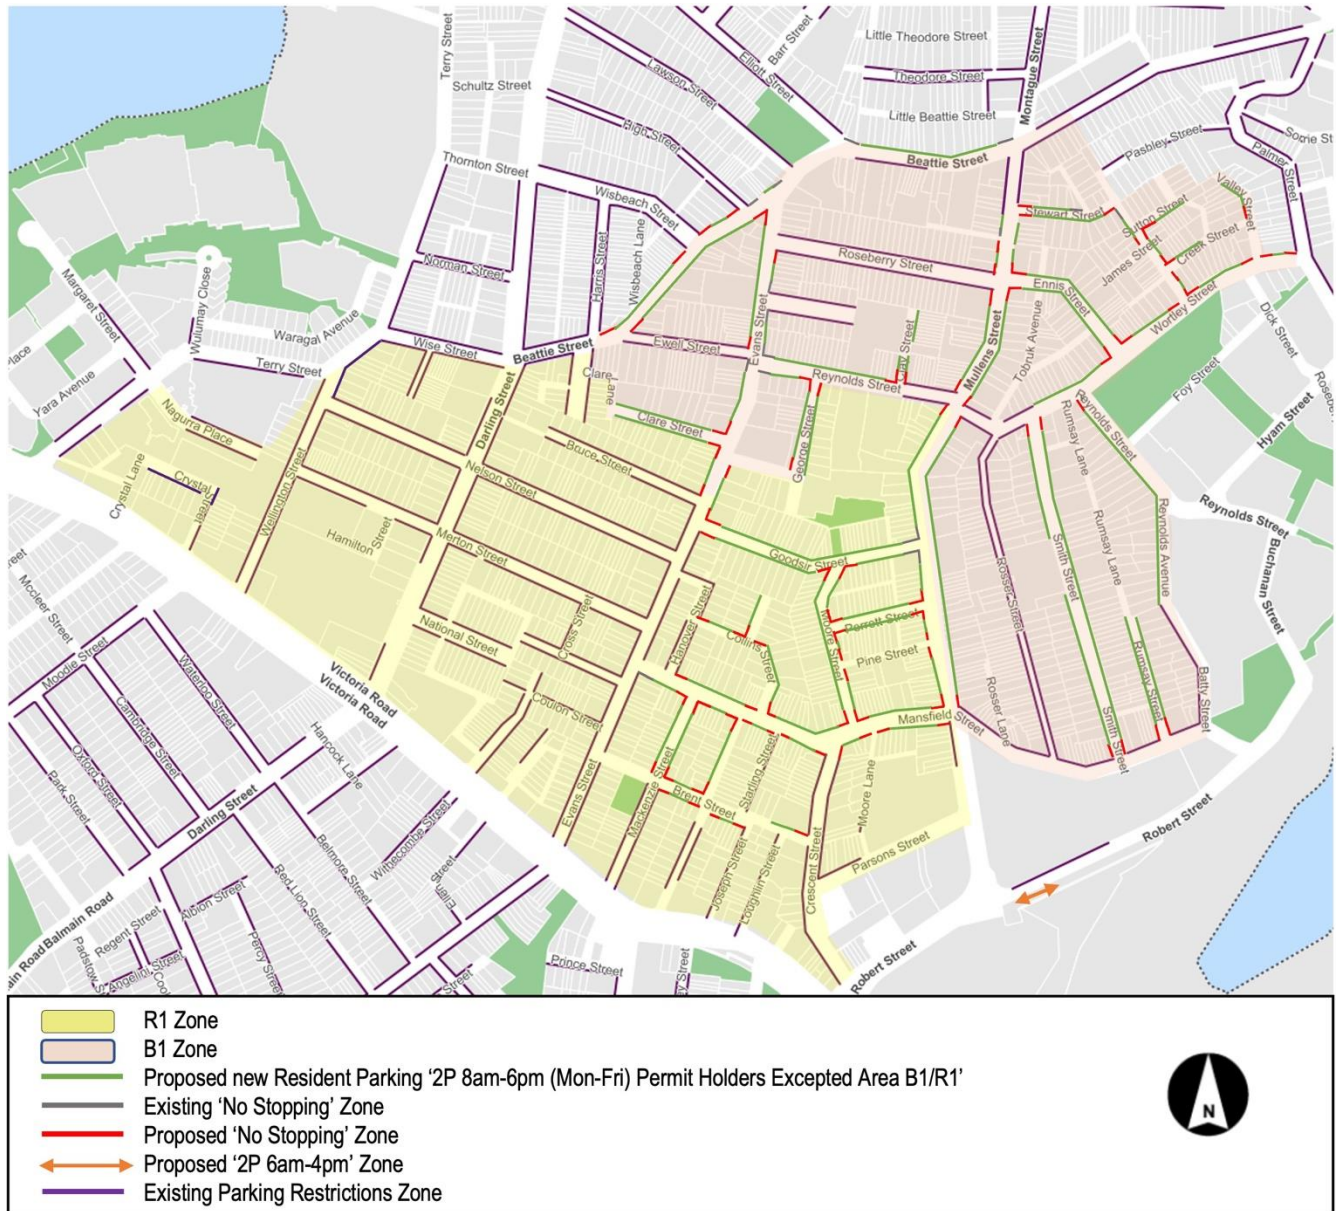 Terry Street
Schultz Street
Lawson Street
Elliott Street
Barr Street
Little Theodore Street
Theodore Street
Little Beattie Street
Montague Street
High Street
Beattie Street
Pashley Street
Palmer Street
Thornton Street
Wisbeach Street
Stewart Street
Sutton Street
Valley Street
Norman Street
Harris Street
Wisbeach Lane
Roseberry Street
James Street
Creek Street
Ennis Street
Wortley Street
Margaret Street
Wulumay Close
Waragal Avenue
Wise Street
Beattie Street
Ewell Street
Evans Street
Clay Street
Mullens Street
Tobruk Avenue
Dick Street
Place
Yara Avenue
Terry Street
Darling Street
Clare Lane
Reynolds Street
Foy Street
Hyam Street
Nagurra Place
Clare Street
George Street
Reynolds Street
Rumsay Lane
Crystal Lane
Crystal Street
Wellington Street
Bruce Street
Nelson Street
Reynolds Street
Reynolds Avenue
Hamilton Street
Merton Street
Goodsir Street
Smith Street
Rumsay Lane
Buchanan Street
Mccleer Street
National Street
Cross Street
Hanover Street
Collins Street
Moore Street
Perrett Street
Pine Street
Rosser Street
Moodie Street
Waterloo Street
Victoria Road
Victoria Road
Coulon Street
Mansfield Street
Rosser Lane
Rumsay Street
Batty Street
Smith Street
Cambridge Street
Oxford Street
Park Street
Hancock Lane
Evans Street
Mackenzie Street
Starling Street
Brent Street
Moore Lane
Darling Street
Withecombe Street
Belmore Street
Crescent Street
Parsons Street
Robert Street
Red Lion Street
Albion Street
Joseph Street
Loughlin Street
Balmain Road
Regent Street
Percy Street
Prince Street
Robert Street
R1 Zone
B1 Zone
Proposed new Resident Parking ‘2P 8am-6pm (Mon-Fri) Permit Holders Excepted Area B1/R1’
Existing ‘No Stopping’ Zone
Proposed ‘No Stopping’ Zone
Proposed ‘2P 6am-4pm’ Zone
Existing Parking Restrictions Zone
N